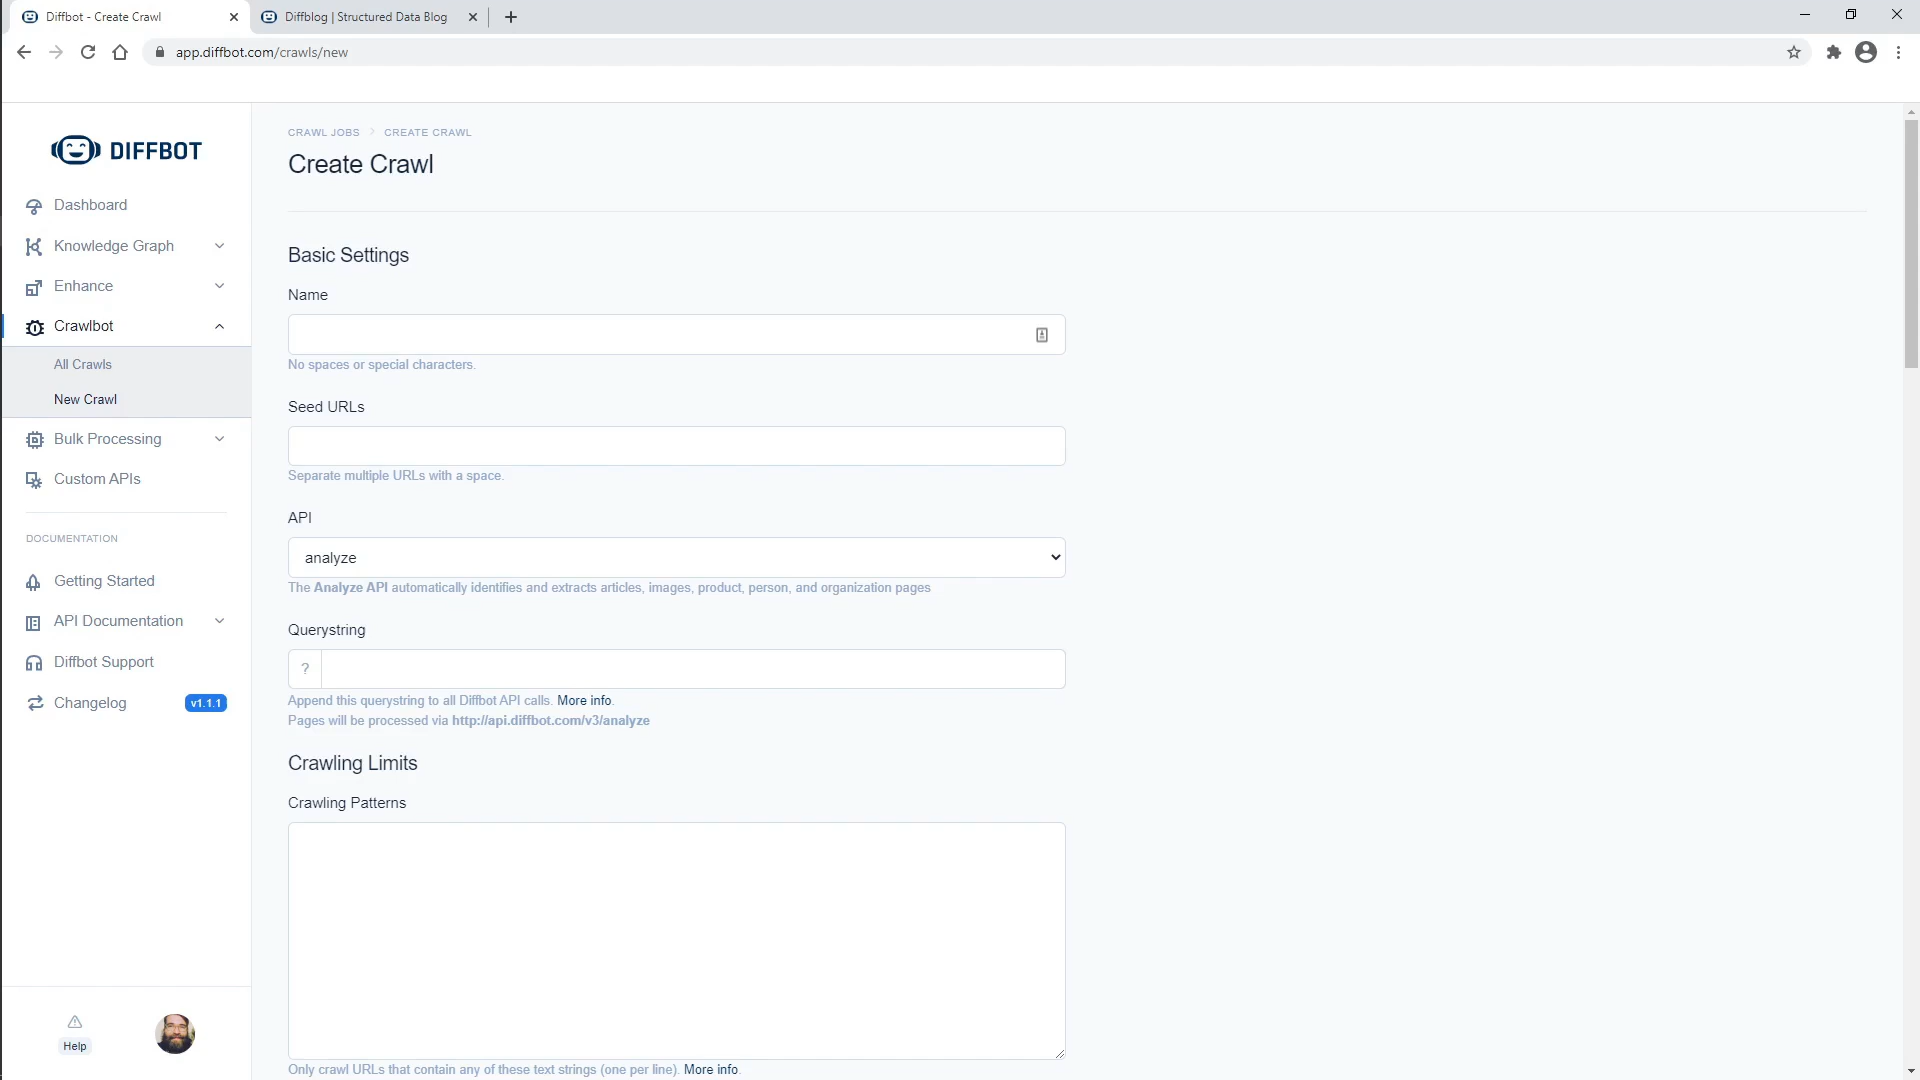 Diffbot - Create Crawl
Diffblog | Structured Data Blog
app.diffbot.com/crawls/new
DIFFBOT
Dashboard
Knowledge Graph
Enhance
Crawlbot
All Crawls
New Crawl
Bulk Processing
Custom APIs
DOCUMENTATION
Getting Started
API Documentation
Diffbot Support
Changelog v1.1.1
Help
CRAWL JOBS CREATE CRAWL
Create Crawl
Basic Settings
Name
No spaces or special characters.
Seed URLs
Separate multiple URLs with a space.
API
analyze
The Analyze API automatically identifies and extracts articles, images, product, person, and organization pages
Querystring
?
Append this querystring to all Diffbot API calls. More info.
Pages will be processed via http://api.diffbot.com/v3/analyze
Crawling Limits
Crawling Patterns
Only crawl URLs that contain any of these text strings (one per line). More info.